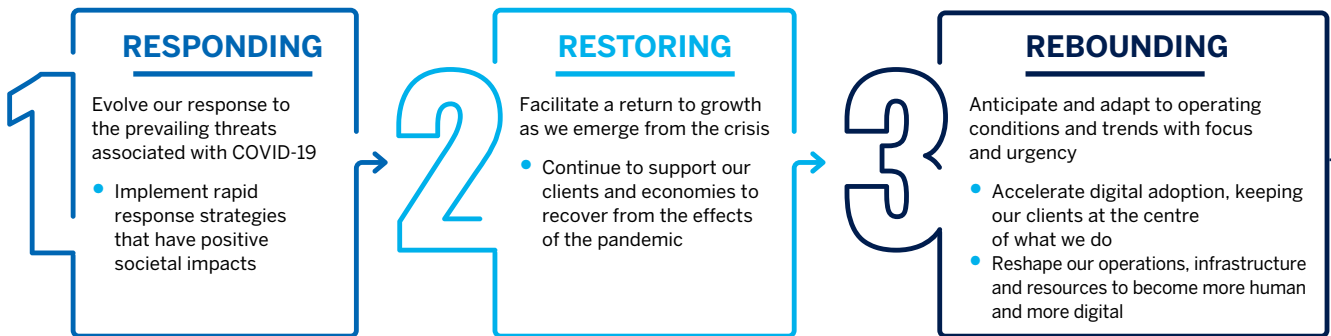 1
RESPONDING
Evolve our response to
the prevailing threats
associated with COVID-19
• Implement rapid
response strategies
that have positive
societal impacts
2
RESTORING
Facilitate a return to growth
as we emerge from the crisis
• Continue to support our
clients and economies to
recover from the effects
of the pandemic
3
REBOUNDING
Anticipate and adapt to operating
conditions and trends with focus
and urgency
• Accelerate digital adoption, keeping
our clients at the centre
of what we do
• Reshape our operations, infrastructure
and resources to become more human
and more digital